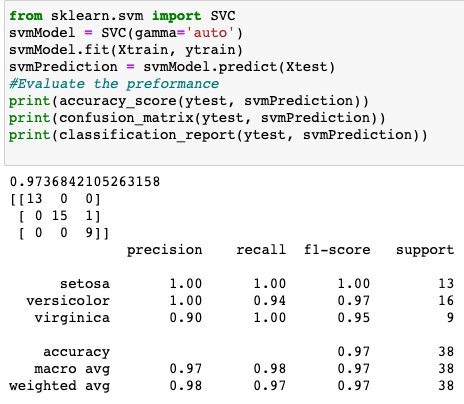 from sklearn.svm import SVC
svmModel = SVC(gamma='auto')
svmModel.fit(Xtrain, ytrain)
svmPrediction = svmModel.predict(Xtest)
#Evaluate the preformance
print(accuracy_score(ytest, svmPrediction))
print(confusion_matrix(ytest, svmPrediction))
print(classification_report(ytest, svmPrediction))
0.9736842105263158
[[13  0  0]
 [ 0 15  1]
 [ 0  0  9]]
              precision    recall  f1-score   support
      setosa       1.00      1.00      1.00        13
  versicolor       1.00      0.94      0.97        16
   virginica       0.90      1.00      0.95         9
    accuracy                           0.97        38
   macro avg       0.97      0.98      0.97        38
weighted avg       0.98      0.97      0.97        38